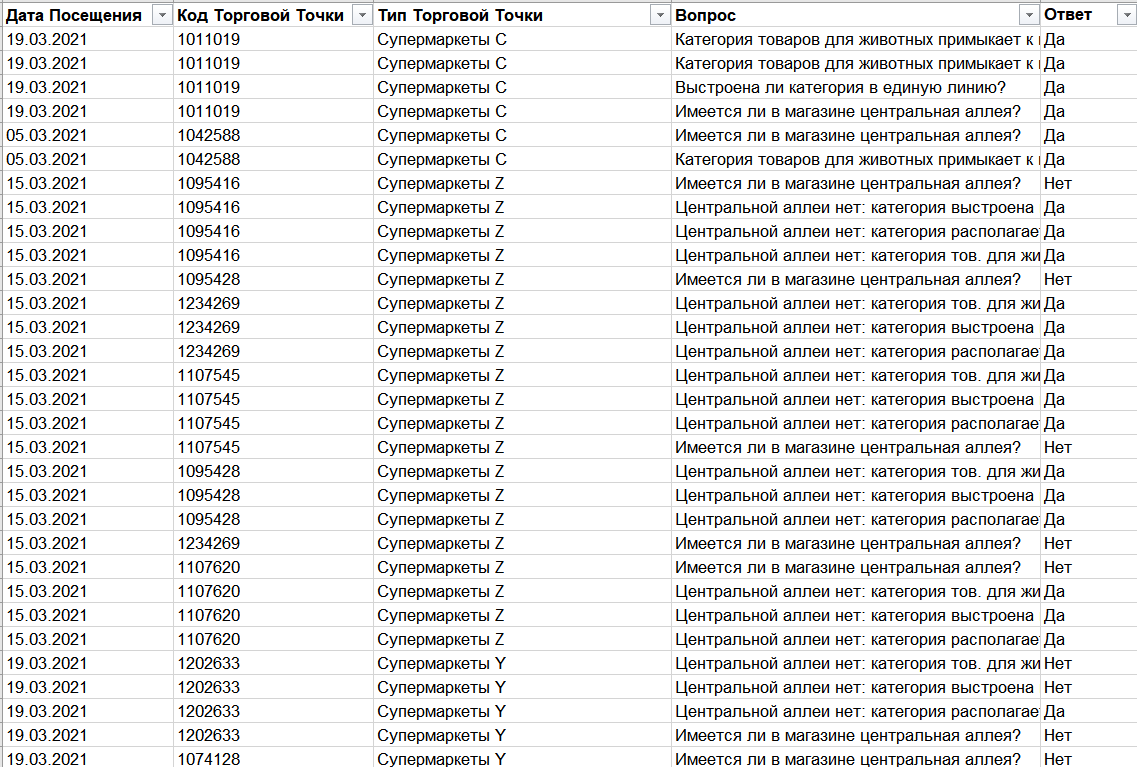 Дата Посещения Код Торговой Точки Тип Торговой Точки Вопрос Ответ
19.03.2021 1011019 Супермаркеты C Категория товаров для животных примыкает к Да
19.03.2021 1011019 Супермаркеты C Категория товаров для животных примыкает к Да
19.03.2021 1011019 Супермаркеты C Выстроена ли категория в единую линию? Да
19.03.2021 1011019 Супермаркеты C Имеется ли в магазине центральная аллея? Да
05.03.2021 1042588 Супермаркеты C Имеется ли в магазине центральная аллея? Да
05.03.2021 1042588 Супермаркеты C Категория товаров для животных примыкает к Да
15.03.2021 1095416 Супермаркеты Z Имеется ли в магазине центральная аллея? Нет
15.03.2021 1095416 Супермаркеты Z Центральной аллеи нет: категория выстроена Да
15.03.2021 1095416 Супермаркеты Z Центральной аллеи нет: категория располагае Да
15.03.2021 1095416 Супермаркеты Z Центральной аллеи нет: категория тов. для жи Да
15.03.2021 1095428 Супермаркеты Z Имеется ли в магазине центральная аллея? Нет
15.03.2021 1234269 Супермаркеты Z Центральной аллеи нет: категория тов. для жи Да
15.03.2021 1234269 Супермаркеты Z Центральной аллеи нет: категория выстроена Да
15.03.2021 1234269 Супермаркеты Z Центральной аллеи нет: категория располагае Да
15.03.2021 1107545 Супермаркеты Z Центральной аллеи нет: категория тов. для жи Да
15.03.2021 1107545 Супермаркеты Z Центральной аллеи нет: категория выстроена Да
15.03.2021 1107545 Супермаркеты Z Центральной аллеи нет: категория располагае Да
15.03.2021 1107545 Супермаркеты Z Имеется ли в магазине центральная аллея? Нет
15.03.2021 1095428 Супермаркеты Z Центральной аллеи нет: категория тов. для жи Да
15.03.2021 1095428 Супермаркеты Z Центральной аллеи нет: категория выстроена Да
15.03.2021 1095428 Супермаркеты Z Центральной аллеи нет: категория располагае Да
15.03.2021 1234269 Супермаркеты Z Имеется ли в магазине центральная аллея? Нет
15.03.2021 1107620 Супермаркеты Z Имеется ли в магазине центральная аллея? Нет
15.03.2021 1107620 Супермаркеты Z Центральной аллеи нет: категория тов. для жи Да
15.03.2021 1107620 Супермаркеты Z Центральной аллеи нет: категория выстроена Да
15.03.2021 1107620 Супермаркеты Z Центральной аллеи нет: категория располагае Да
19.03.2021 1202633 Супермаркеты Y Центральной аллеи нет: категория тов. для жи Нет
19.03.2021 1202633 Супермаркеты Y Центральной аллеи нет: категория выстроена Нет
19.03.2021 1202633 Супермаркеты Y Центральной аллеи нет: категория располагае Да
19.03.2021 1202633 Супермаркеты Y Имеется ли в магазине центральная аллея? Нет
19.03.2021 1074128 Супермаркеты Y Имеется ли в магазине центральная аллея? Нет